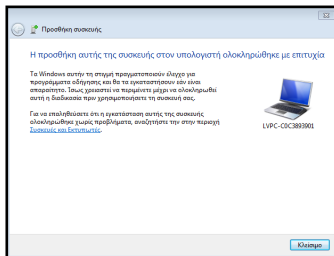 Προσθήκη συσκευής
Η προσθήκη αυτής της συσκευής στον υπολογιστή ολοκληρώθηκε με επιτυχία
Τα Windows αυτήν τη στιγμή πραγματοποιούν έλεγχο για
προγράμματα οδήγησης και θα τα εγκαταστήσουν εάν είναι
απαραίτητο. Ίσως χρειαστεί να περιμένετε μέχρι να ολοκληρωθεί
αυτή η διαδικασία πριν χρησιμοποιήσετε τη συσκευή σας.
Για να επαληθεύσετε ότι η εγκατάσταση αυτής της συσκευής
ολοκληρώθηκε χωρίς προβλήματα, αναζητήστε την στην περιοχή
Συσκευές και Εκτυπωτές.
LVPC-C0C3893901
Κλείσιμο